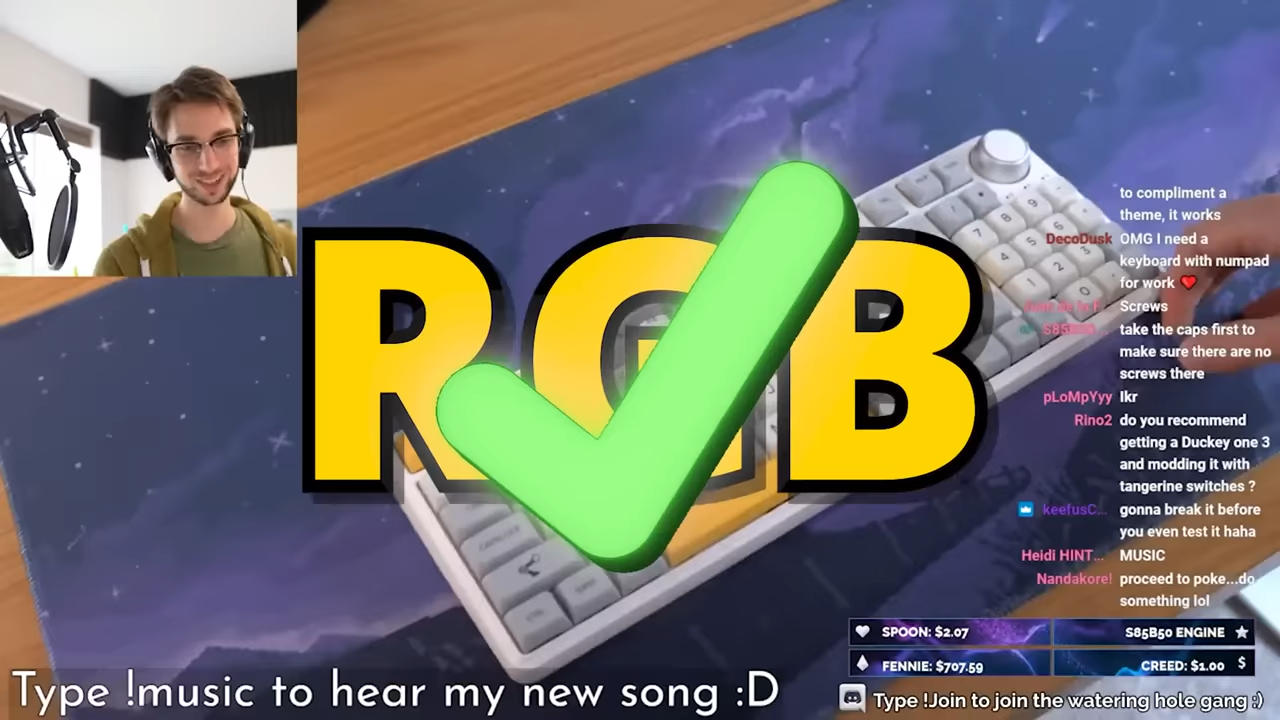 RGB
to compliment a
theme, it works
DecoDusk OMG I need a
keyboard with numpad
for work
Screws
take the caps first to
make sure there are no
screws there
pLoMpYyy Ikr
Rino2 do you recommend
getting a Duckey one 3
and modding it with
tangerine switches ?
keefusC... gonna break it before
you even test it haha
Heidi HINT... MUSIC
Nandakore! proceed to poke...do
something lol
SPOON: $2.07
S85B50 ENGINE
FENNIE: $707.59
CREED: $1.00 $
Type !music to hear my new song :D
Type !Join to join the watering hole gang :)